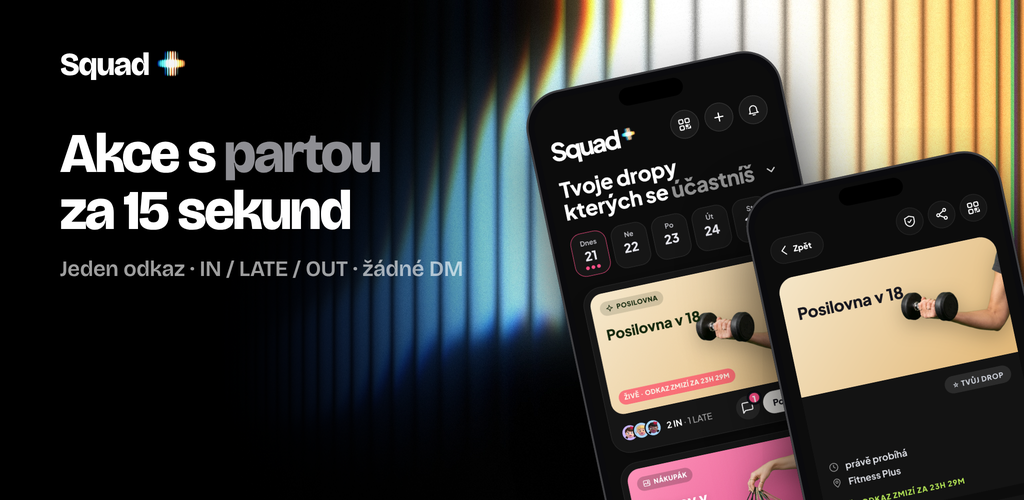 Squad
Akce s partou
za 15 sekund
Jeden odkaz · IN / LATE / OUT · žádné DM
Squad
Tvoje dropy
kterých se účastníš
Dnes
21
Ne
22
Po
23
Út
24
POSILOVNA
Posilovna v 18
ŽIVĚ · ODKAZ ZMIZÍ ZA 23H 29M
2 IN · 1 LATE
1
NÁKUPÁK
Zpět
Posilovna v 18
TVŮJ DROP
právě probíhá
Fitness Plus
ODKAZ ZMIZÍ ZA 23H 29M